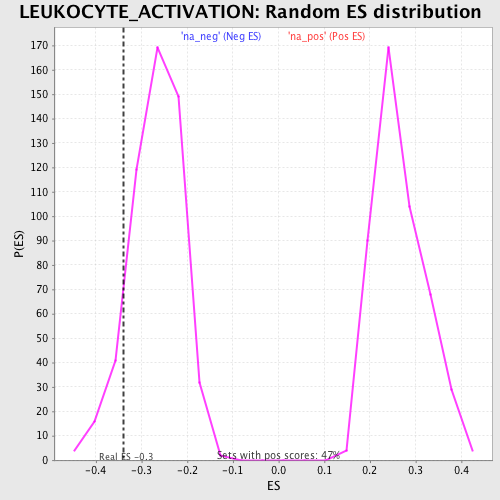 LEUKOCYTE_ACTIVATION: Random ES distribution
'na_neg' (Neg ES) 'na_pos' (Pos ES)
170
160
150
140
130
120
110
100
90
80
70
60
50
40
30
20
10
0
P(ES)
Real ES -0.3
Sets with pos scores: 47%
-0.4 -0.3 -0.2 -0.1 0.0 0.1 0.2 0.3 0.4
ES